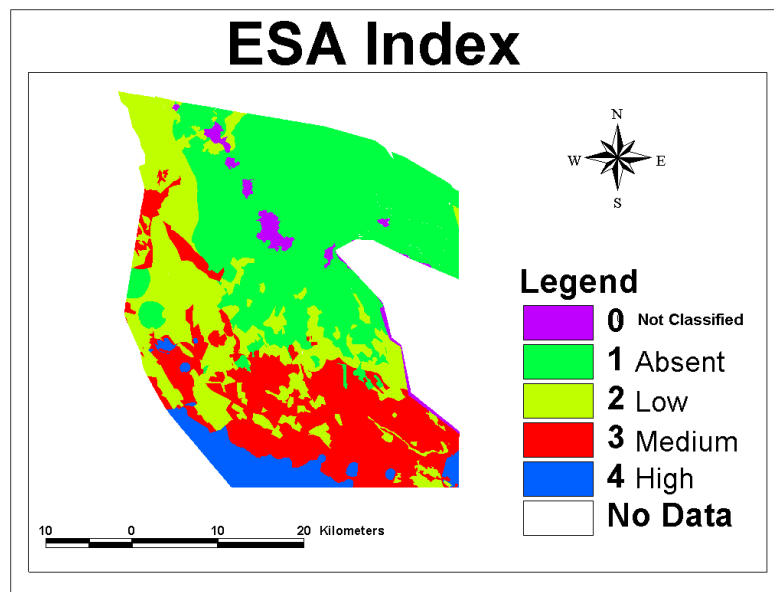 ESA Index
N
W E
S
Legend
0 Not Classified
1 Absent
2 Low
3 Medium
4 High
No Data
10 0 10 20 Kilometers